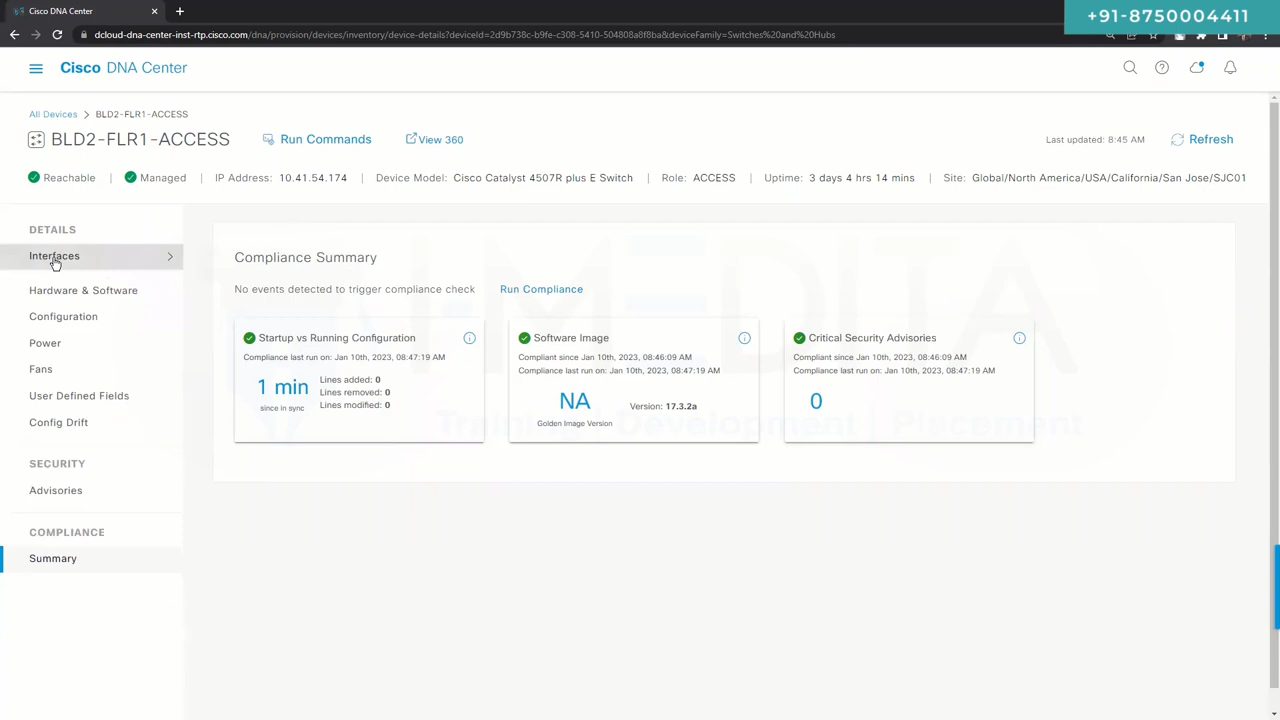 Cisco DNA Center
+91-8750004411
dcloud-dna-center-inst-rtp.cisco.com/dna/provision/devices/inventory/device-details?deviceId=2d9b738c-b9fe-c308-5410-504808a8f8ba&deviceFamily=Switches%20and%20Hubs
Cisco DNA Center
All Devices > BLD2-FLR1-ACCESS
BLD2-FLR1-ACCESS Run Commands View 360 Last updated: 8:45 AM Refresh
Reachable | Managed | IP Address: 10.41.54.174 | Device Model: Cisco Catalyst 4507R plus E Switch | Role: ACCESS | Uptime: 3 days 4 hrs 14 mins | Site: Global/North America/USA/California/San Jose/SJC01
DETAILS
Interfaces
Hardware & Software
Configuration
Power
Fans
User Defined Fields
Config Drift
SECURITY
Advisories
COMPLIANCE
Summary
Compliance Summary
No events detected to trigger compliance check Run Compliance
Startup vs Running Configuration
Compliance last run on: Jan 10th, 2023, 08:47:19 AM
1 min
since in sync
Lines added: 0
Lines removed: 0
Lines modified: 0
Software Image
Compliant since Jan 10th, 2023, 08:46:09 AM
Compliance last run on: Jan 10th, 2023, 08:47:19 AM
NA
Golden Image Version
Version: 17.3.2a
Critical Security Advisories
Compliant since Jan 10th, 2023, 08:46:09 AM
Compliance last run on: Jan 10th, 2023, 08:47:19 AM
0
Training | Development | Placement